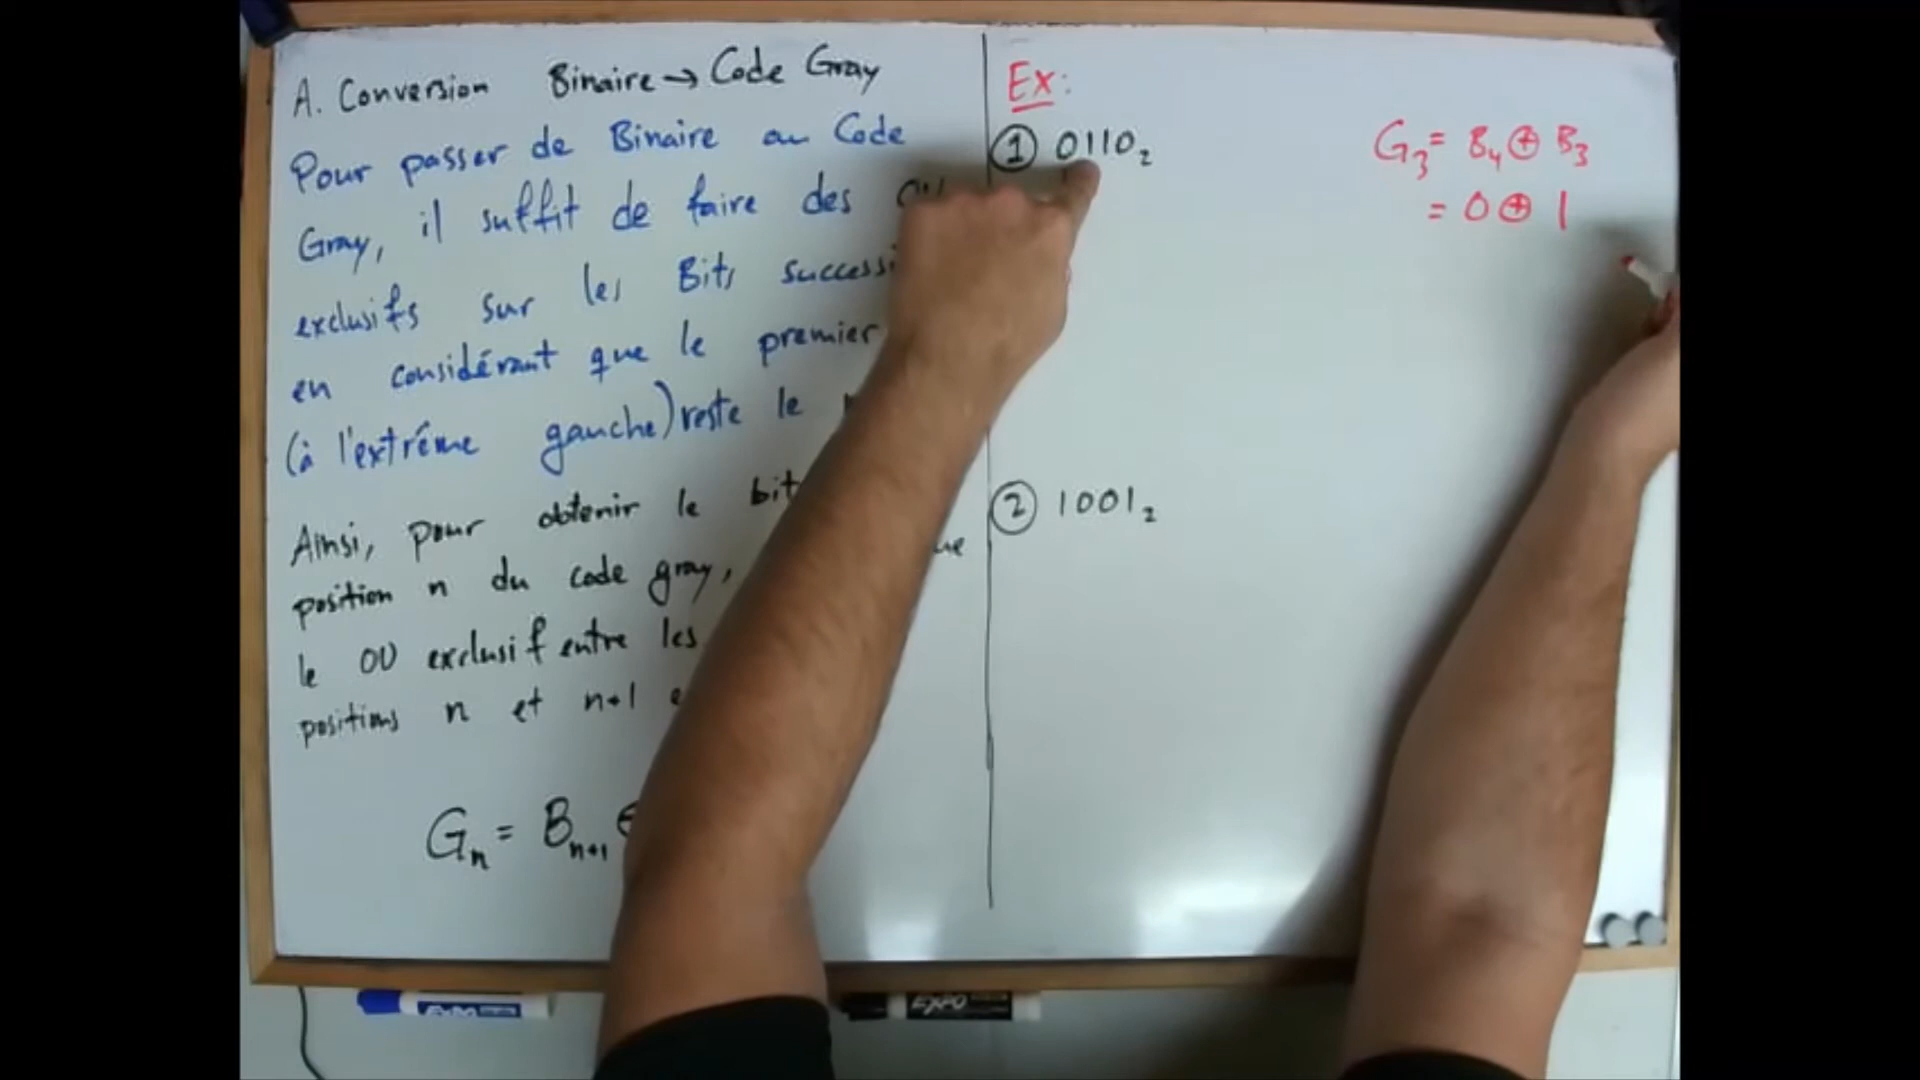 A. Conversion Binaire → Code Gray
Pour passer de Binaire au Code
Gray, il suffit de faire des
exclusifs sur les Bits
en considérant que le premier
(à l'extrême gauche) reste le
Ainsi, pour obtenir le bit
position n du code gray,
le OU exclusif entre les
positions n et n+1
Gn = Bn+1
Ex:
① 0110₂
G₃ = B₄ ⊕ B₃
= 0 ⊕ 1
② 1001₂
EXPO
EXPO